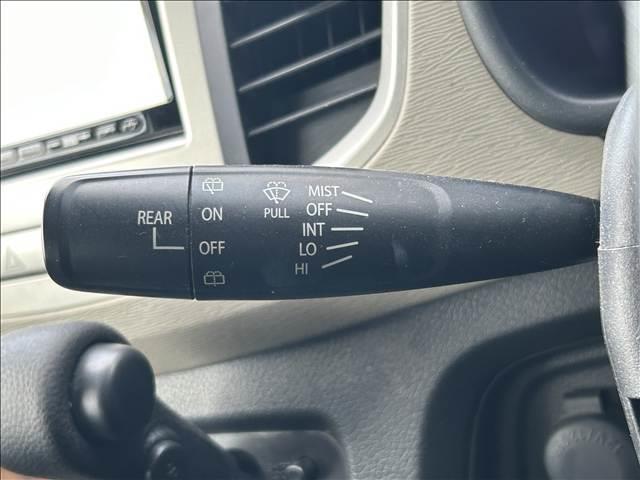 REAR
ON
OFF
PULL
MIST
OFF
INT
LO
HI